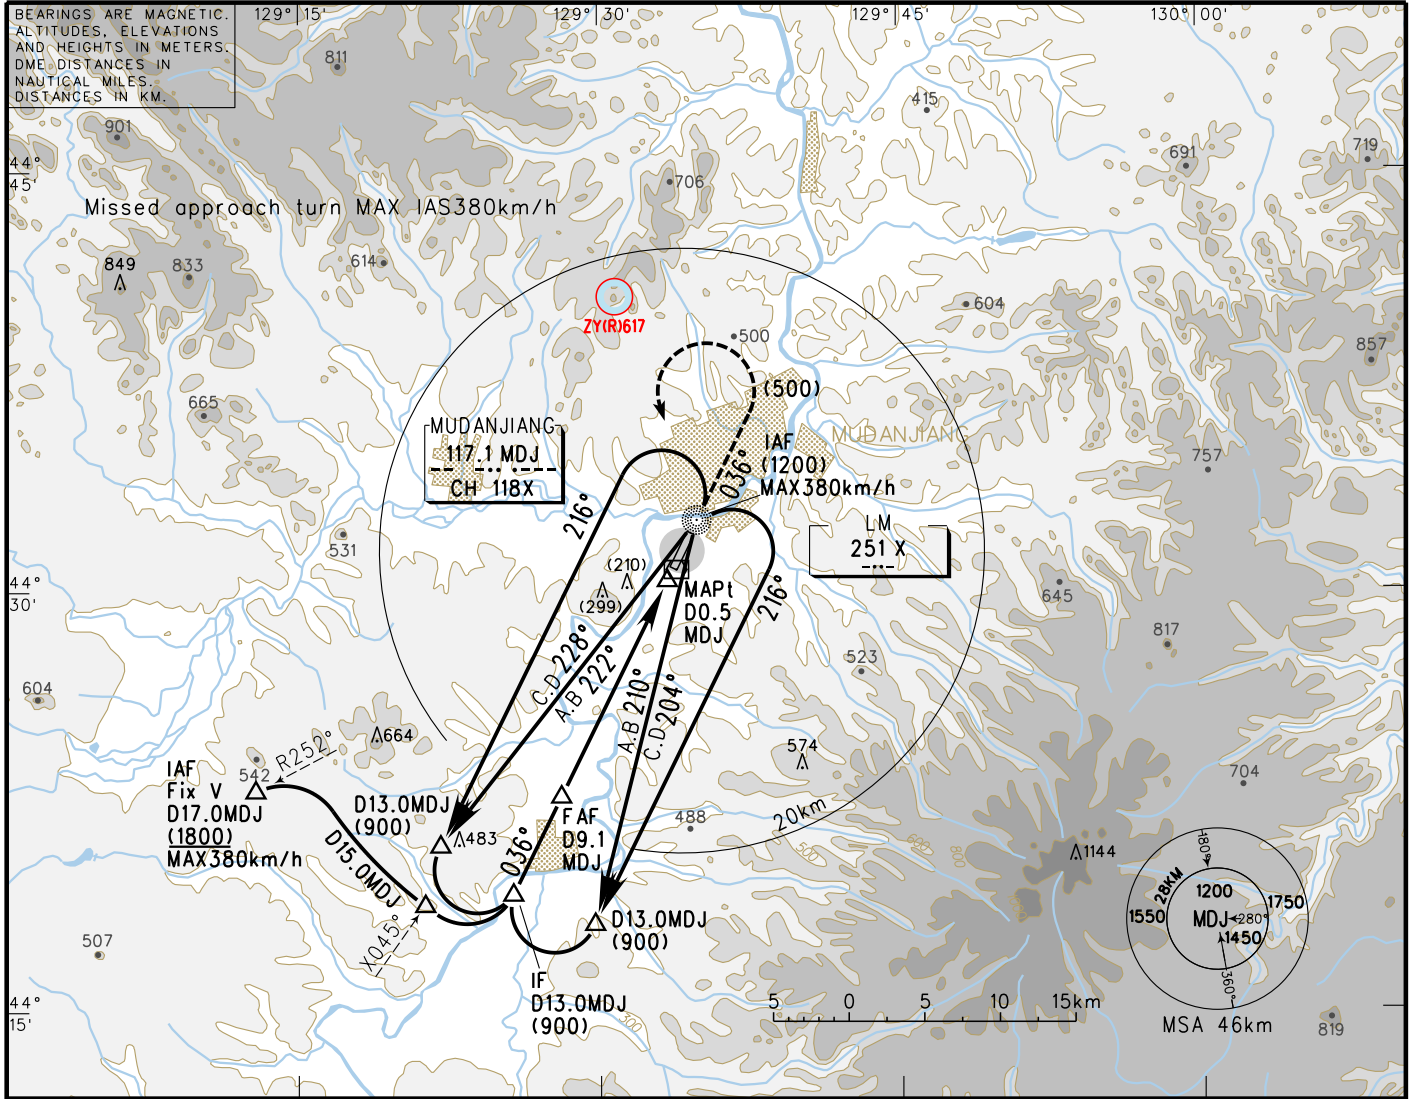 BEARINGS ARE MAGNETIC.
ALTITUDES, ELEVATIONS
AND HEIGHTS IN METERS.
DME DISTANCES IN
NAUTICAL MILES.
DISTANCES IN KM.
129°15'
129°30'
129°45'
130°00'
811
901
415
691
719
44°
45'
706
Missed approach turn MAX IAS380km/h
849
833
614
604
ZY(R)617
500
857
665
(500)
MUDANJIANG
117.1 MDJ
CH 118X
MUDANJIANG
IAF
(1200)
MAX380km/h
036°
757
216°
LM
251 X
531
(210)
(299)
44°
30'
MAPt
D0.5
MDJ
216°
645
817
523
C.D 228°
A.B 222°
A.B 210°
C.D 204°
604
664
R252°
542
574
704
IAF
Fix V
D17.0MDJ
(1800)
MAX380km/h
D13.0MDJ
(900)
483
FAF
D9.1
MDJ
488
20km
500
600
800
1144
D15.0MDJ
036°
X045°
D13.0MDJ
(900)
507
IF
D13.0MDJ
(900)
300
180°
28KM
1200
1550
MDJ
280°
1750
1450
360°
MSA 46km
44°
15'
5 0 5 10 15km
819